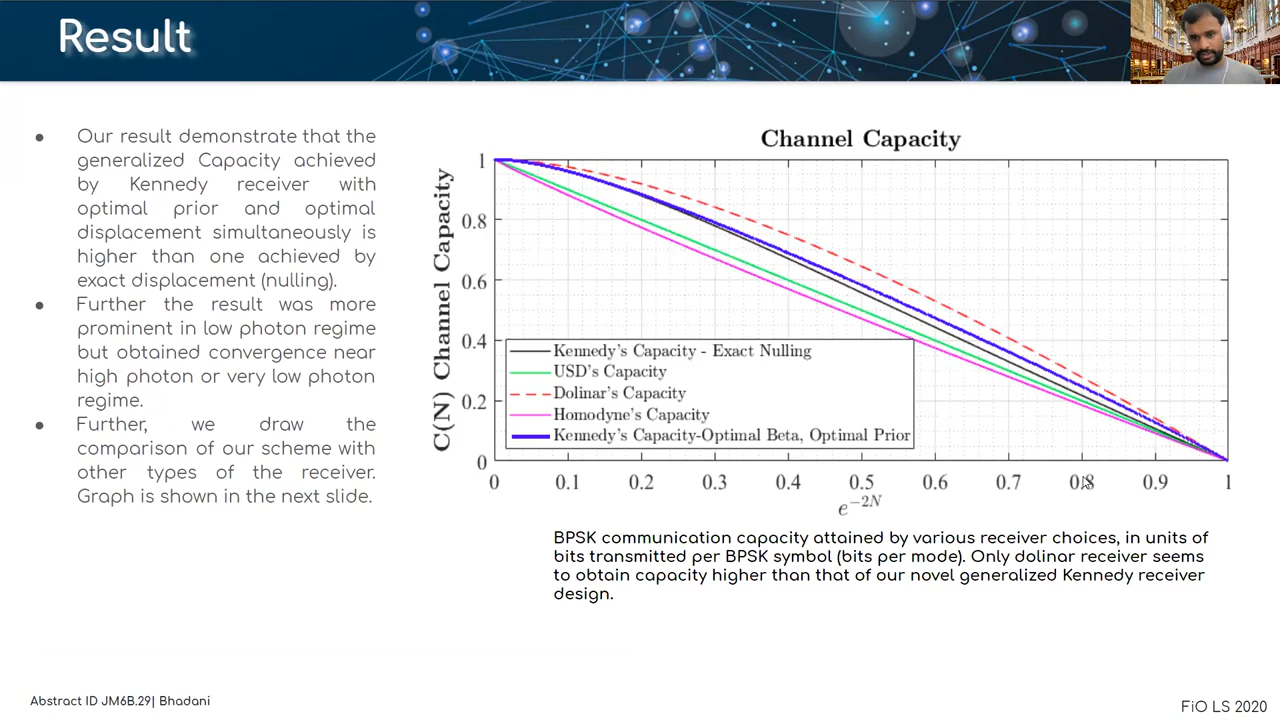 Result
● Our result demonstrate that the
generalized Capacity achieved
by Kennedy receiver with
optimal prior and optimal
displacement simultaneously is
higher than one achieved by
exact displacement (nulling).
● Further the result was more
prominent in low photon regime
but obtained convergence near
high photon or very low photon
regime.
● Further, we draw the
comparison of our scheme with
other types of the receiver.
Graph is shown in the next slide.
Channel Capacity
C(N) Channel Capacity
1
0.8
0.6
0.4
0.2
0
Kennedy's Capacity - Exact Nulling
USD's Capacity
Dolinar's Capacity
Homodyne's Capacity
Kennedy's Capacity-Optimal Beta, Optimal Prior
0 0.1 0.2 0.3 0.4 0.5 0.6 0.7 0.8 0.9 1
e^{-2N}
BPSK communication capacity attained by various receiver choices, in units of
bits transmitted per BPSK symbol (bits per mode). Only dolinar receiver seems
to obtain capacity higher than that of our novel generalized Kennedy receiver
design.
Abstract ID JM6B.29| Bhadani
FiO LS 2020